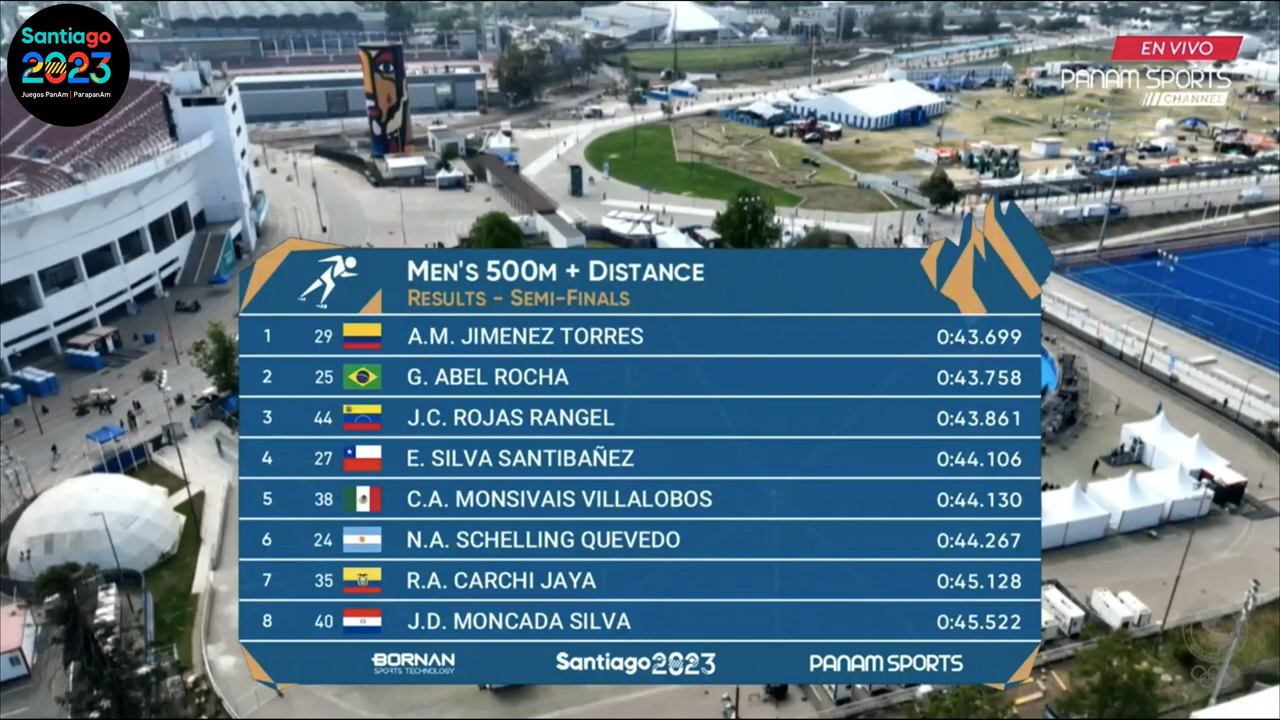 Santiago
2023
Juegos PanAm | ParapanAm
EN VIVO
PANAM SPORTS
CHANNEL
MEN'S 500M + DISTANCE
RESULTS - SEMI-FINALS
1 29 A.M. JIMENEZ TORRES 0:43.699
2 25 G. ABEL ROCHA 0:43.758
3 44 J.C. ROJAS RANGEL 0:43.861
4 27 E. SILVA SANTIBAÑEZ 0:44.106
5 38 C.A. MONSIVAIS VILLALOBOS 0:44.130
6 24 N.A. SCHELLING QUEVEDO 0:44.267
7 35 R.A. CARCHI JAYA 0:45.128
8 40 J.D. MONCADA SILVA 0:45.522
BORNAN Santiago2023 PANAM SPORTS
SPORTS TECHNOLOGY